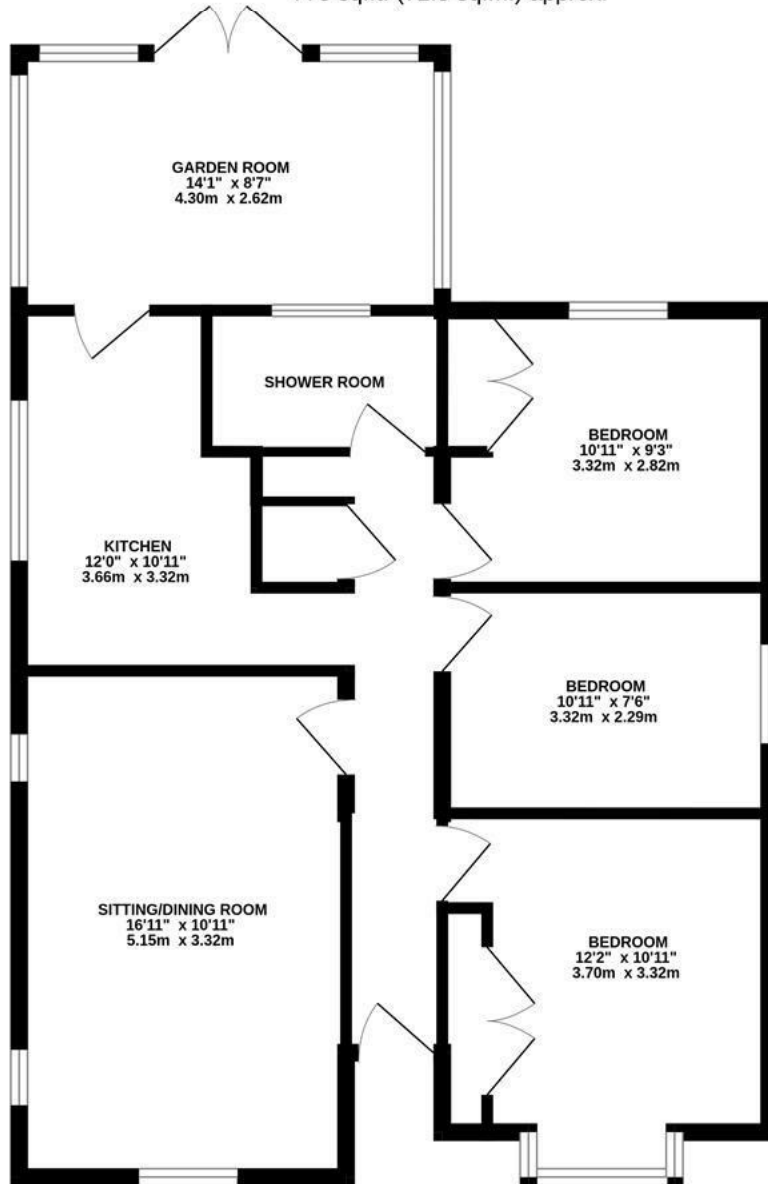 GARDEN ROOM
14'1" x 8'7"
4.30m x 2.62m
SHOWER ROOM
BEDROOM
10'11" x 9'3"
3.32m x 2.82m
KITCHEN
12'0" x 10'11"
3.66m x 3.32m
BEDROOM
10'11" x 7'6"
3.32m x 2.29m
SITTING/DINING ROOM
16'11" x 10'11"
5.15m x 3.32m
BEDROOM
12'2" x 10'11"
3.70m x 3.32m